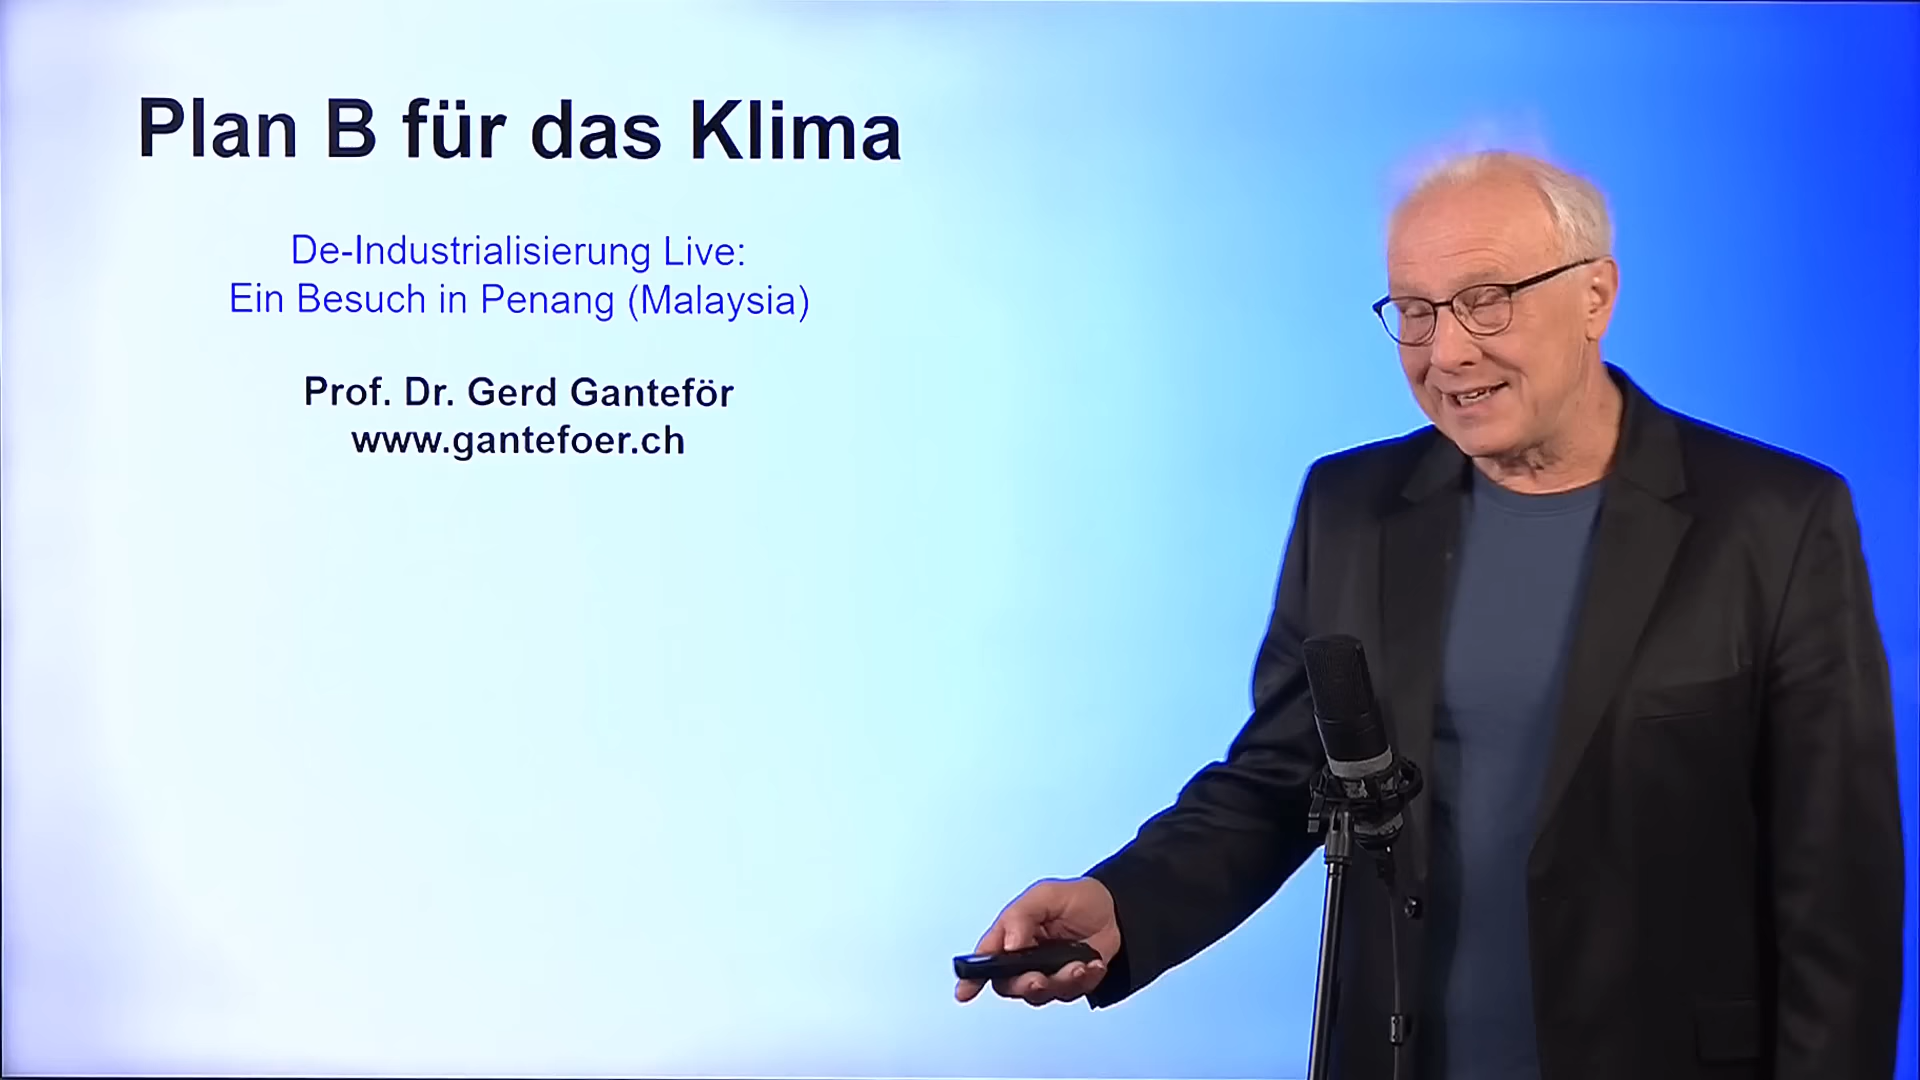 Plan B für das Klima
De-Industrialisierung Live:
Ein Besuch in Penang (Malaysia)
Prof. Dr. Gerd Ganteför
www.gantefoer.ch